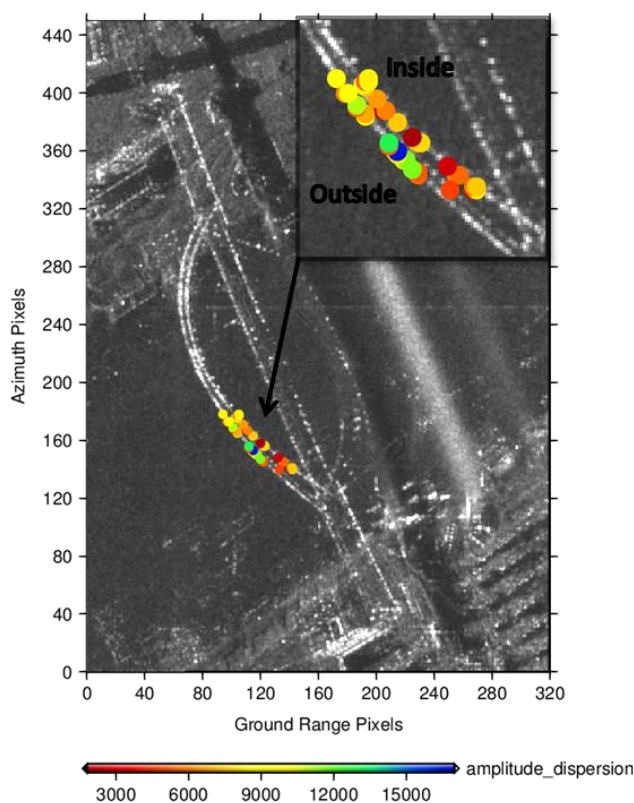 440
400
360
320
280
240
200
160
120
80
40
0
Azimuth Pixels
Inside
Outside
0 40 80 120 160 200 240 280 320
Ground Range Pixels
amplitude_dispersion
3000 6000 9000 12000 15000